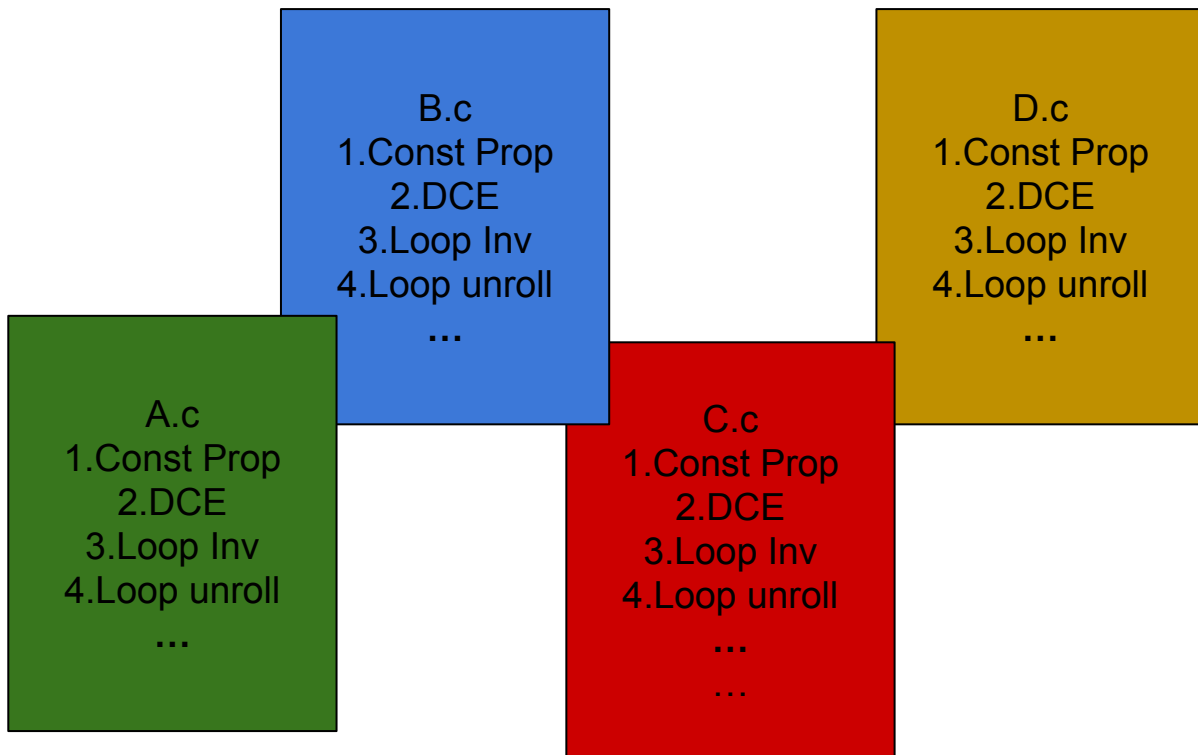 B.c
1.Const Prop
2.DCE
3.Loop Inv
4.Loop unroll
...
D.c
1.Const Prop
2.DCE
3.Loop Inv
4.Loop unroll
...
A.c
1.Const Prop
2.DCE
3.Loop Inv
4.Loop unroll
...
C.c
1.Const Prop
2.DCE
3.Loop Inv
4.Loop unroll
...
...